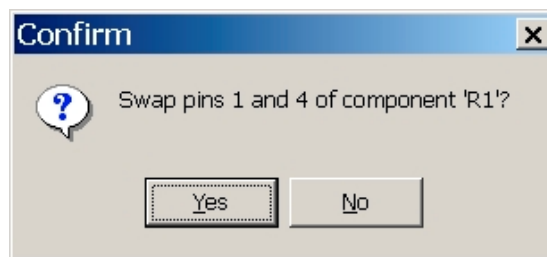 Confirm
Swap pins 1 and 4 of component 'R1'?
Yes
No